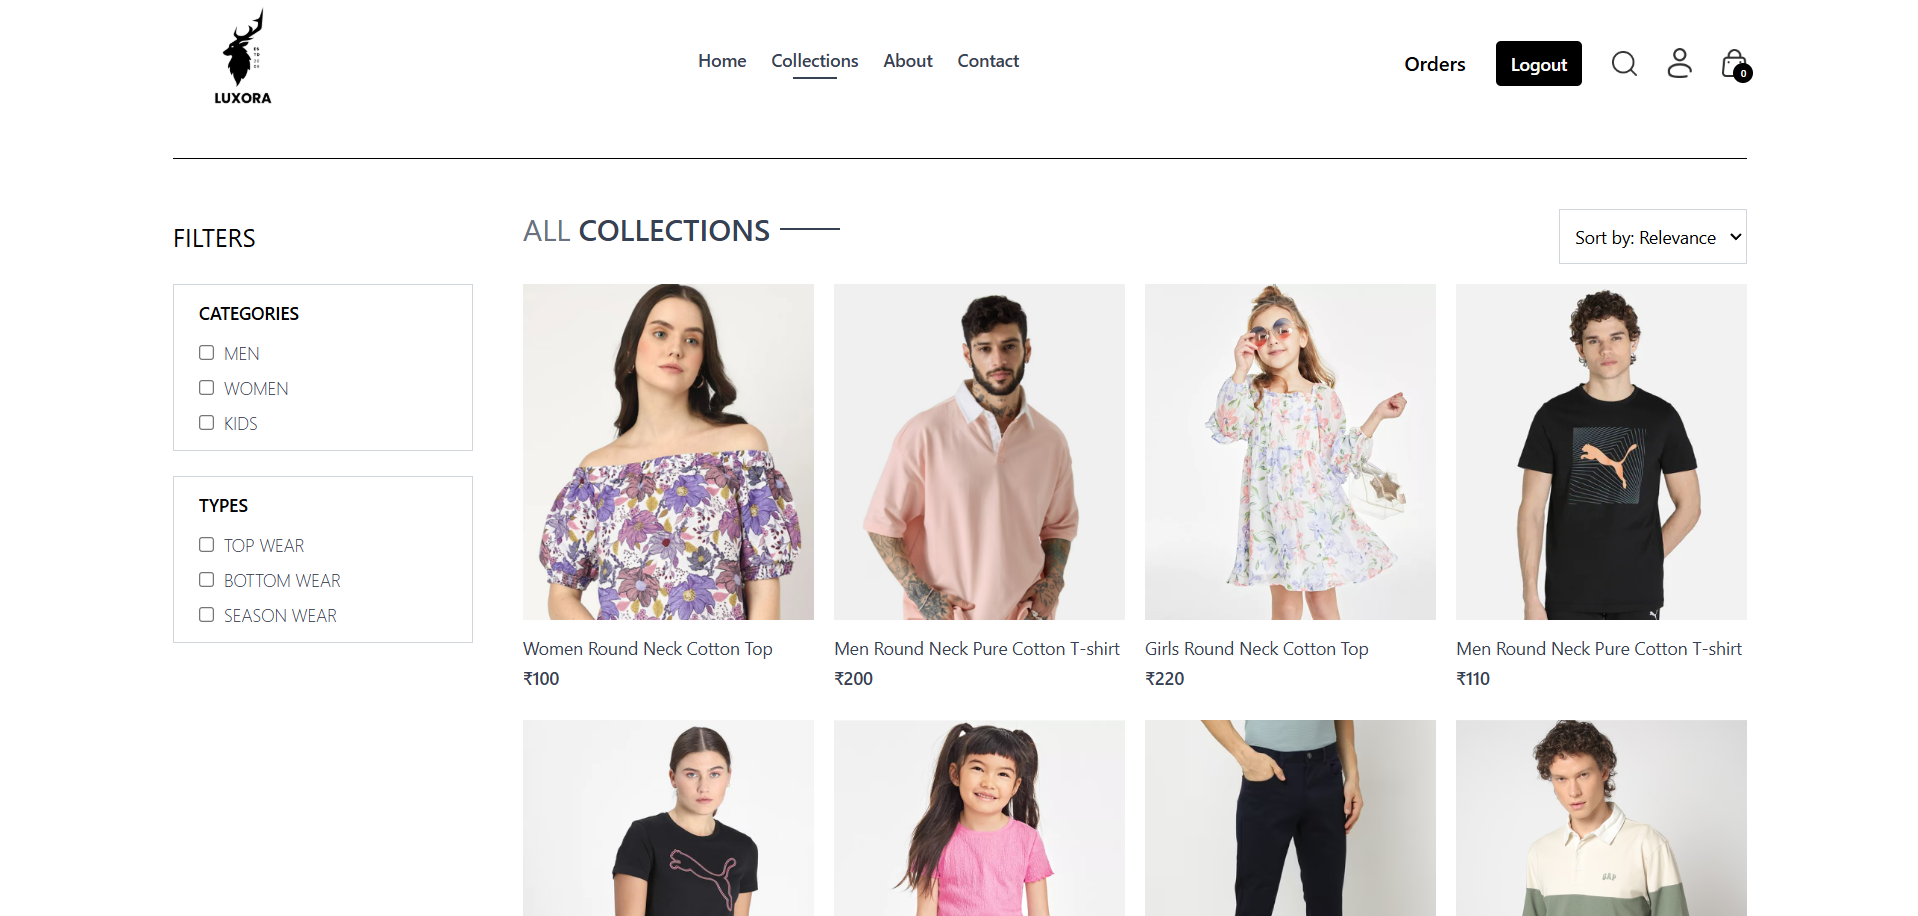 LUXORA
Home
Collections
About
Contact
Orders
Logout
0
FILTERS
CATEGORIES
MEN
WOMEN
KIDS
TYPES
TOP WEAR
BOTTOM WEAR
SEASON WEAR
ALL COLLECTIONS
Sort by: Relevance
Women Round Neck Cotton Top
₹100
Men Round Neck Pure Cotton T-shirt
₹200
Girls Round Neck Cotton Top
₹220
Men Round Neck Pure Cotton T-shirt
₹110
GAP